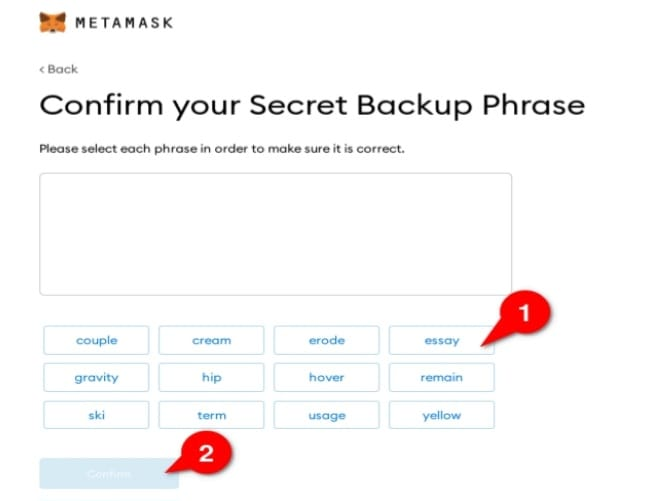 METAMASK
< Back
Confirm your Secret Backup Phrase
Please select each phrase in order to make sure it is correct.
1
couple cream erode essay
gravity hip hover remain
ski term usage yellow
2
Confirm